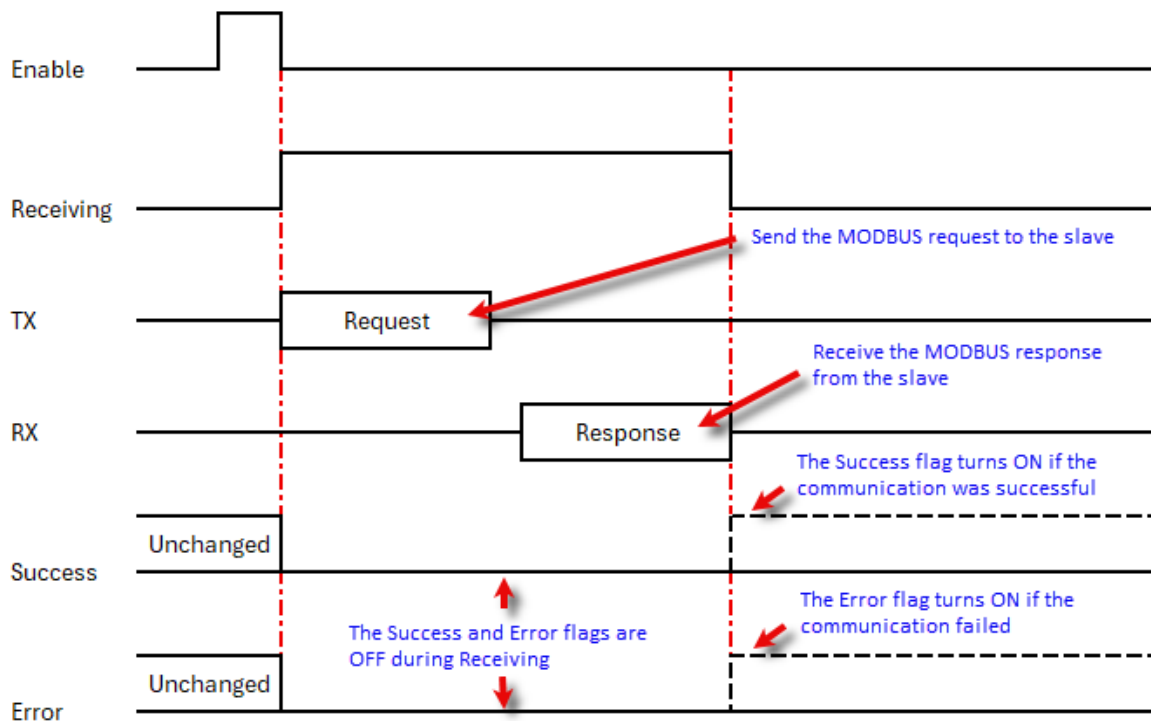 Enable
Receiving
Send the MODBUS request to the slave
TX
Request
Receive the MODBUS response
from the slave
RX
Response
The Success flag turns ON if the
communication was successful
Unchanged
Success
The Error flag turns ON if the
communication failed
The Success and Error flags are
OFF during Receiving
Unchanged
Error